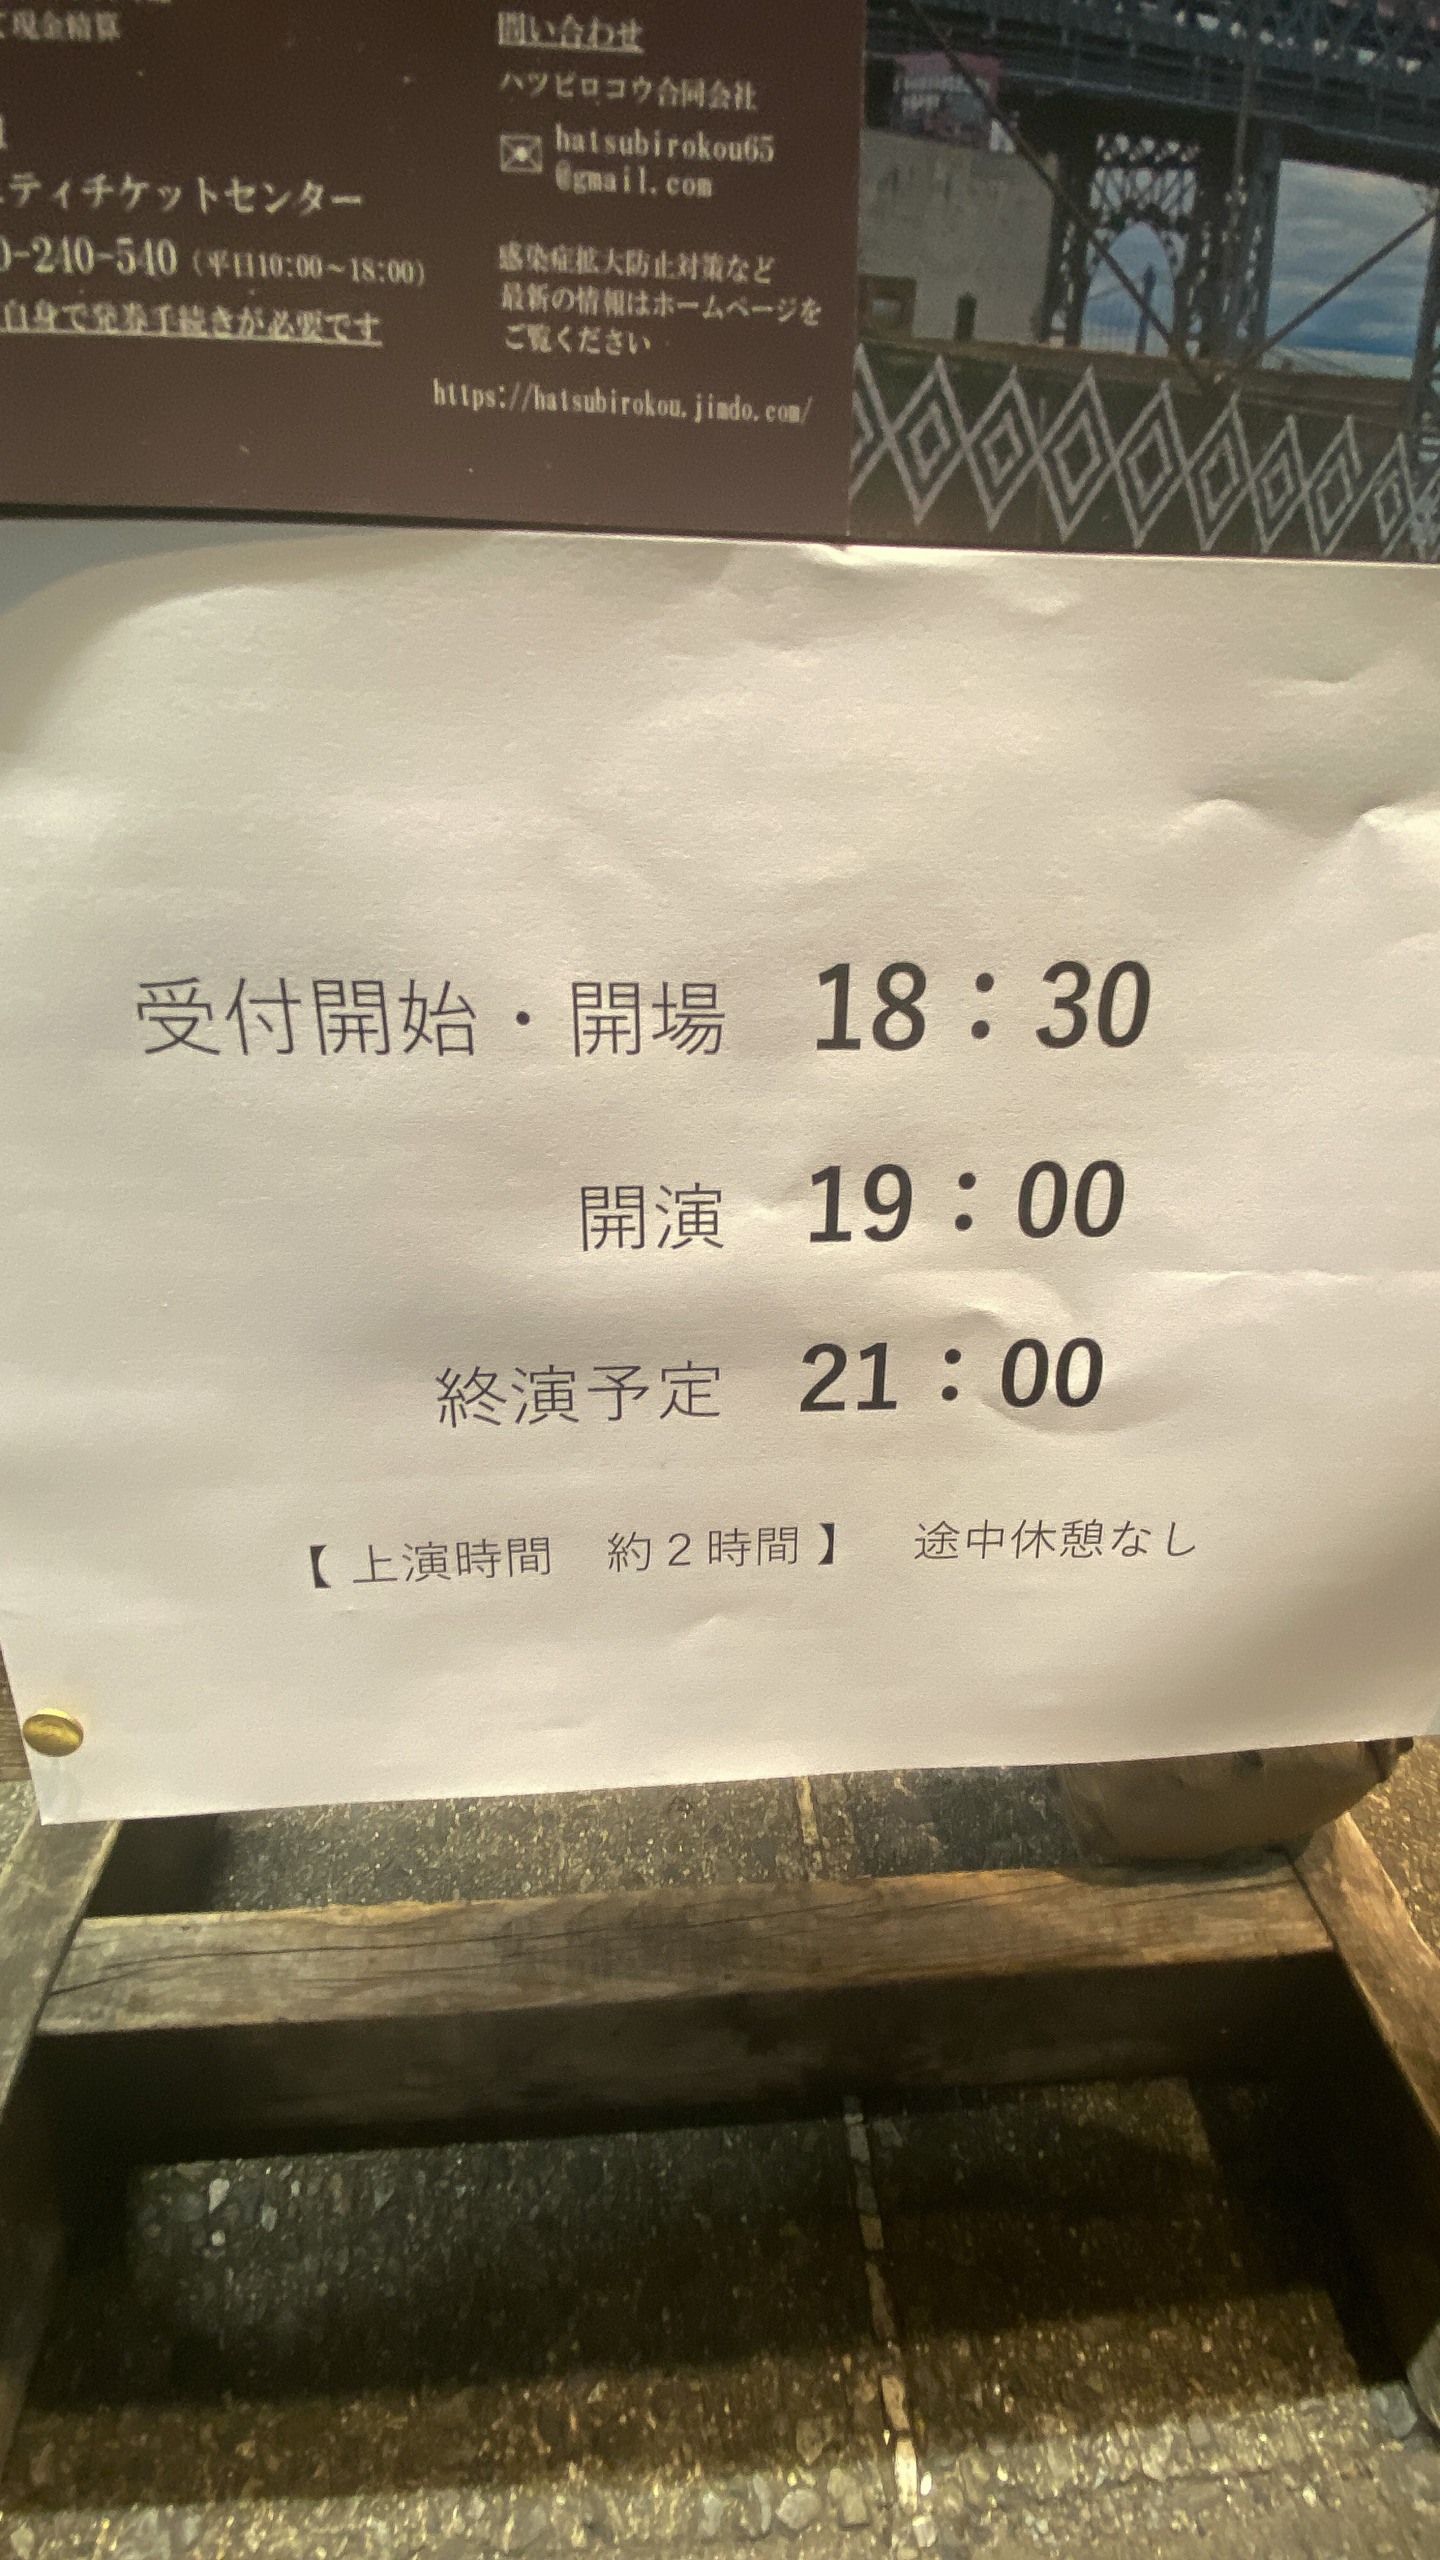 現金精算
ティチケットセンター
0-240-540（平日10:00〜18:00）
自身で発券手続きが必要です
問い合わせ
ハツビロコウ合同会社
hatsubirokou65
@gmail.com
感染症拡大防止対策など
最新の情報はホームページを
ご覧ください
https://hatsubirokou.jimdo.com/
受付開始・開場 18：30
開演 19：00
終演予定 21：00
【 上演時間 約２時間 】 途中休憩なし